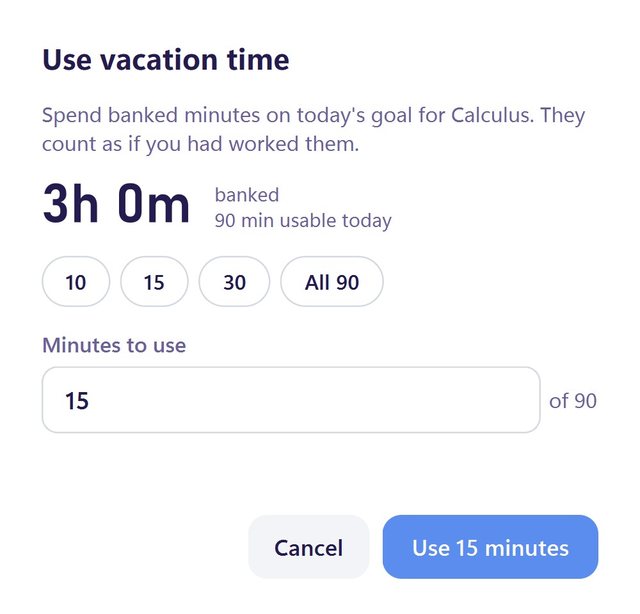 Use vacation time
Spend banked minutes on today's goal for Calculus. They
count as if you had worked them.
3h 0m
banked
90 min usable today
10
15
30
All 90
Minutes to use
15
of 90
Cancel
Use 15 minutes